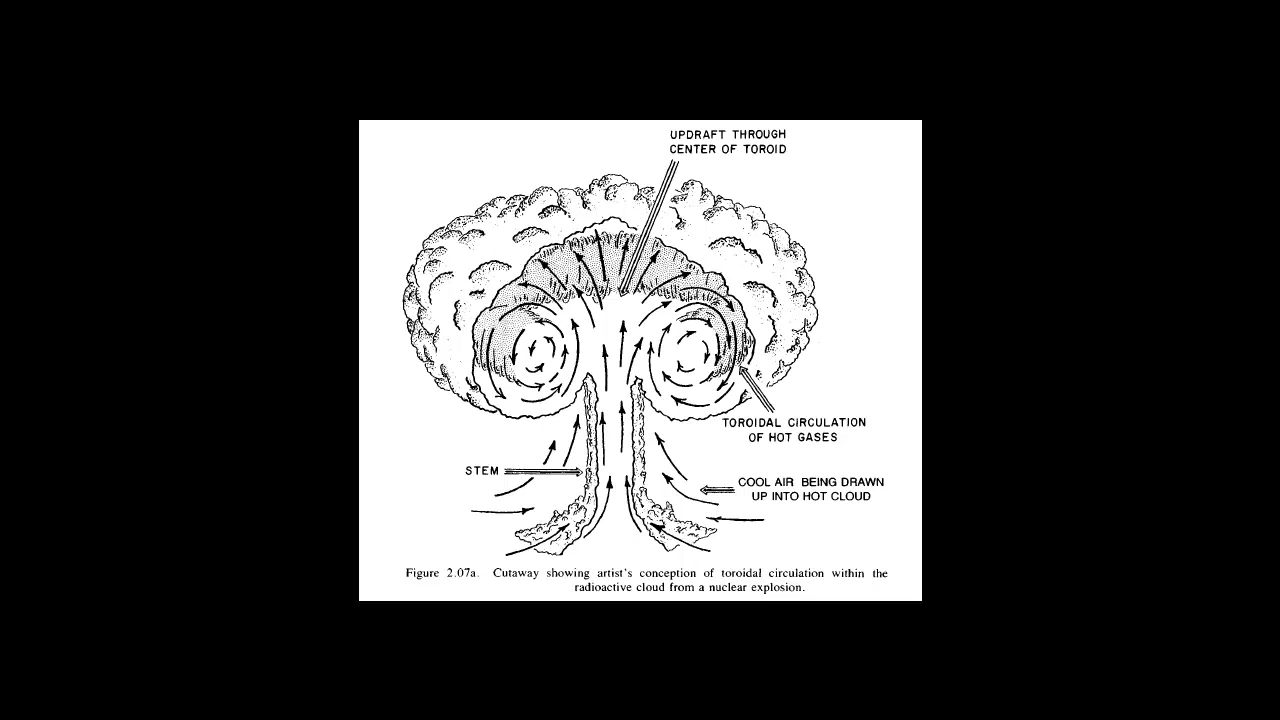 UPDRAFT THROUGH
CENTER OF TOROID
TOROIDAL CIRCULATION
OF HOT GASES
STEM
COOL AIR BEING DRAWN
UP INTO HOT CLOUD
Figure 2.07a. Cutaway showing artist's conception of toroidal circulation within the
radioactive cloud from a nuclear explosion.